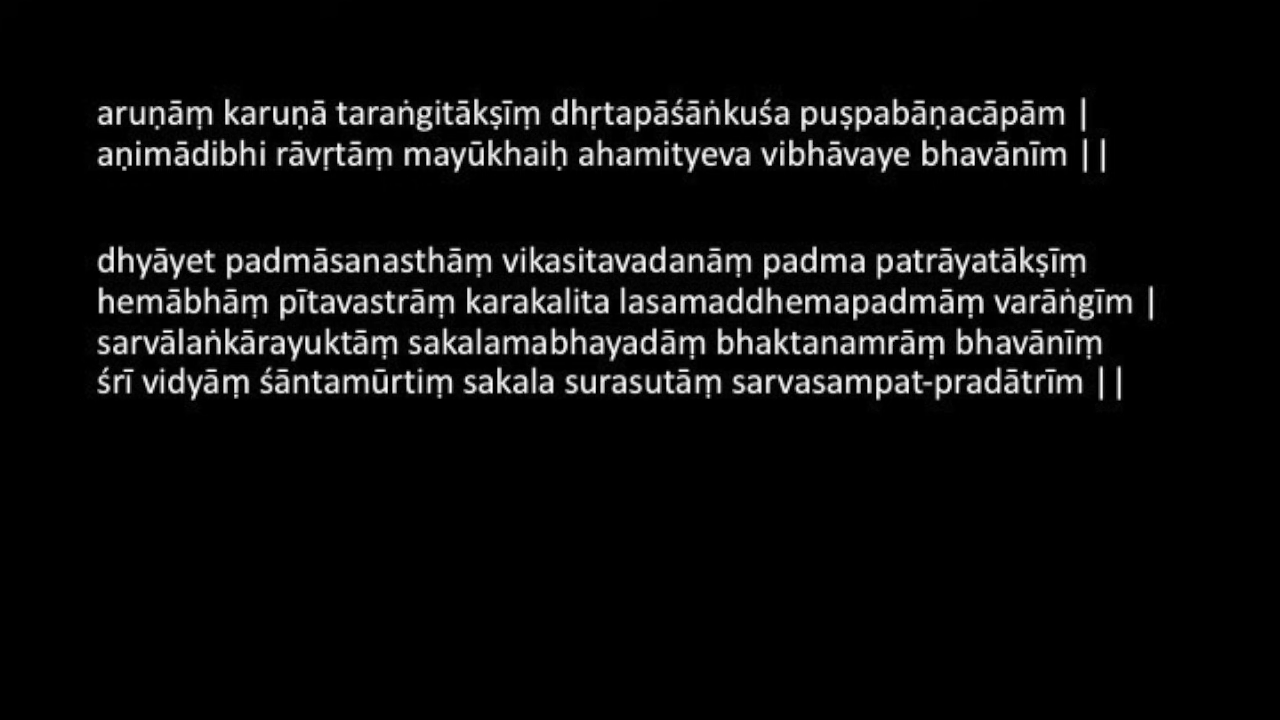 aruṇāṃ karuṇā taraṅgitākṣīṃ dhṛtapāśāṅkuśa puṣpabāṇacāpām |
aṇimādibhi rāvṛtāṃ mayūkhaiḥ ahamityeva vibhāvaye bhavānīm ||
dhyāyet padmāsanasthāṃ vikasitavadanāṃ padma patrāyatākṣīṃ
hemābhāṃ pītavastrāṃ karakalita lasamaddhemapadmāṃ varāṅgīm |
sarvālaṅkārayuktāṃ sakalamabhayadāṃ bhaktanamrāṃ bhavānīṃ
śrī vidyāṃ śāntamūrtiṃ sakala surasutāṃ sarvasampat-pradātrīm ||